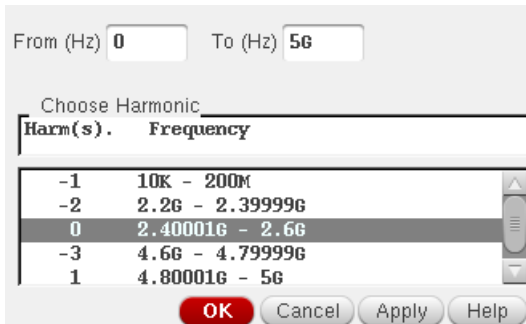 From (Hz) 0 To (Hz) 5G
Choose Harmonic
Harm(s). Frequency
-1 10K - 200M
-2 2.2G - 2.39999G
0 2.40001G - 2.6G
-3 4.6G - 4.79999G
1 4.80001G - 5G
OK Cancel Apply Help